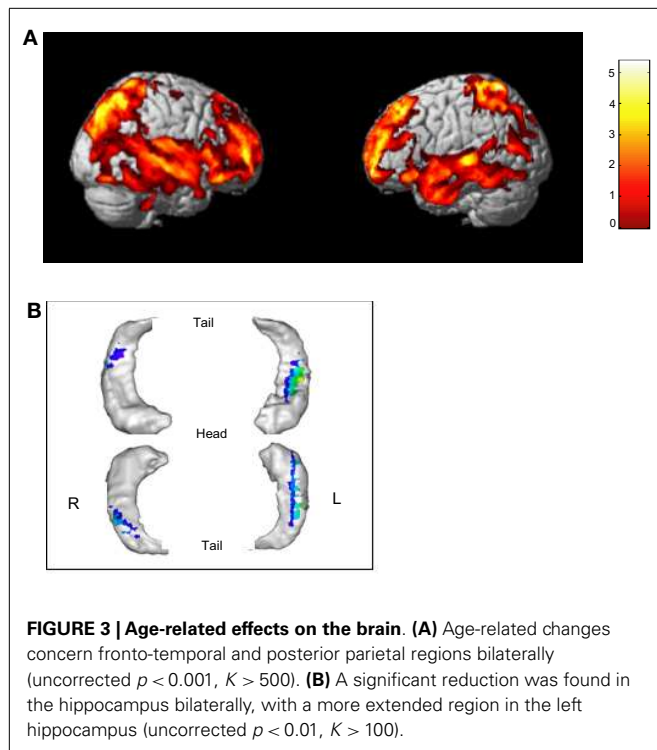 A
5
4
3
2
1
0
B
Tail
Head
R
L
Tail
FIGURE 3 | Age-related effects on the brain. (A) Age-related changes
concern fronto-temporal and posterior parietal regions bilaterally
(uncorrected p < 0.001, K > 500). (B) A significant reduction was found in
the hippocampus bilaterally, with a more extended region in the left
hippocampus (uncorrected p < 0.01, K > 100).